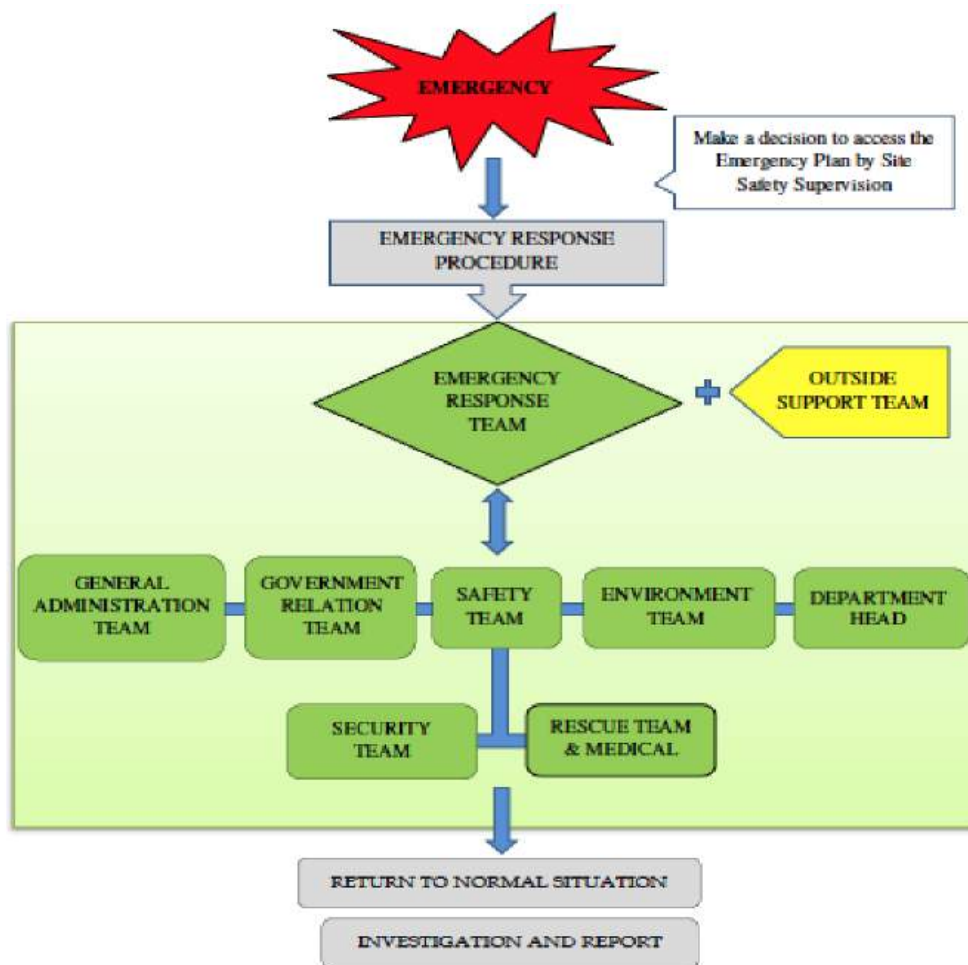 EMERGENCY
Make a decision to access the
Emergency Plan by Site
Safety Supervision
EMERGENCY RESPONSE
PROCEDURE
EMERGENCY
RESPONSE
TEAM
OUTSIDE
SUPPORT TEAM
GENERAL
ADMINISTRATION
TEAM
GOVERNMENT
RELATION
TEAM
SAFETY
TEAM
ENVIRONMENT
TEAM
DEPARTMENT
HEAD
SECURITY
TEAM
RESCUE TEAM
& MEDICAL
RETURN TO NORMAL SITUATION
INVESTIGATION AND REPORT